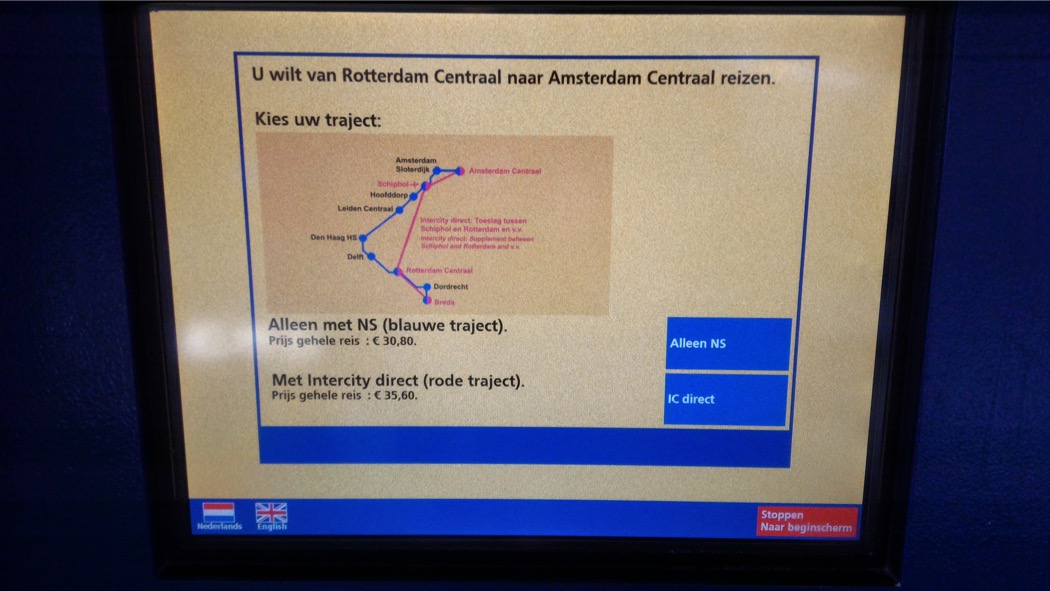 U wilt van Rotterdam Centraal naar Amsterdam Centraal reizen.
Kies uw traject:
Amsterdam
Sloterdijk
Amsterdam Centraal
Schiphol
Hoofddorp
Leiden Centraal
Intercity direct: Toeslag tussen
Schiphol en Rotterdam en v.v.
Intercity direct: Supplement between
Schiphol and Rotterdam and v.v.
Den Haag HS
Delft
Rotterdam Centraal
Dordrecht
Breda
Alleen met NS (blauwe traject).
Prijs gehele reis : € 30,80.
Alleen NS
Met Intercity direct (rode traject).
Prijs gehele reis : € 35,60.
IC direct
Nederlands
English
Stoppen
Naar beginscherm